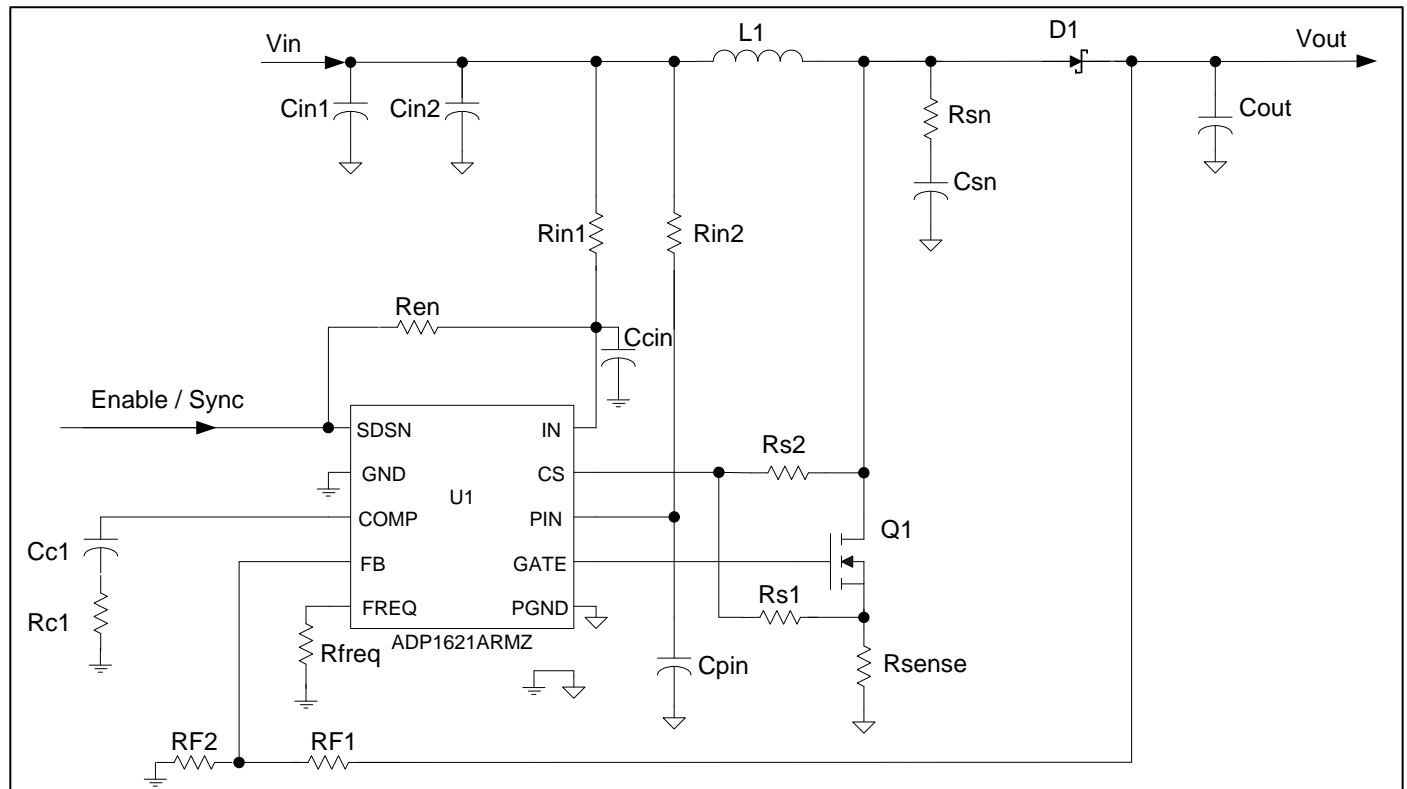 L1
D1
Vin
Vout
Cin1
Cin2
Rsn
Cout
Csn
Rin1
Rin2
Ren
Ccin
Enable / Sync
SDSN
IN
Rs2
GND
CS
U1
COMP
PIN
Q1
Cc1
FB
GATE
Rs1
FREQ
PGND
Rc1
ADP1621ARMZ
Rfreq
Cpin
Rsense
RF2
RF1